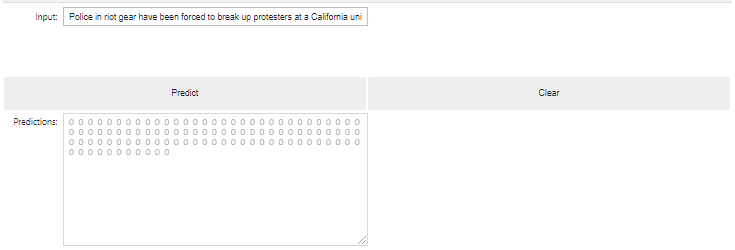 Input: Police in riot gear have been forced to break up protesters at a California uni
Predict Clear
Predictions: 0 0 0 0 0 0 0 0 0 0 0 0 0 0 0 0 0 0 0 0 0 0 0 0 0 0 0 0 0 0 0
0 0 0 0 0 0 0 0 0 0 0 0 0 0 0 0 0 0 0 0 0 0 0 0 0 0 0 0 0 0 0
0 0 0 0 0 0 0 0 0 0 0 0 0 0 0 0 0 0 0 0 0 0 0 0 0 0 0 0 0 0 0
0 0 0 0 0 0 0 0 0 0 0